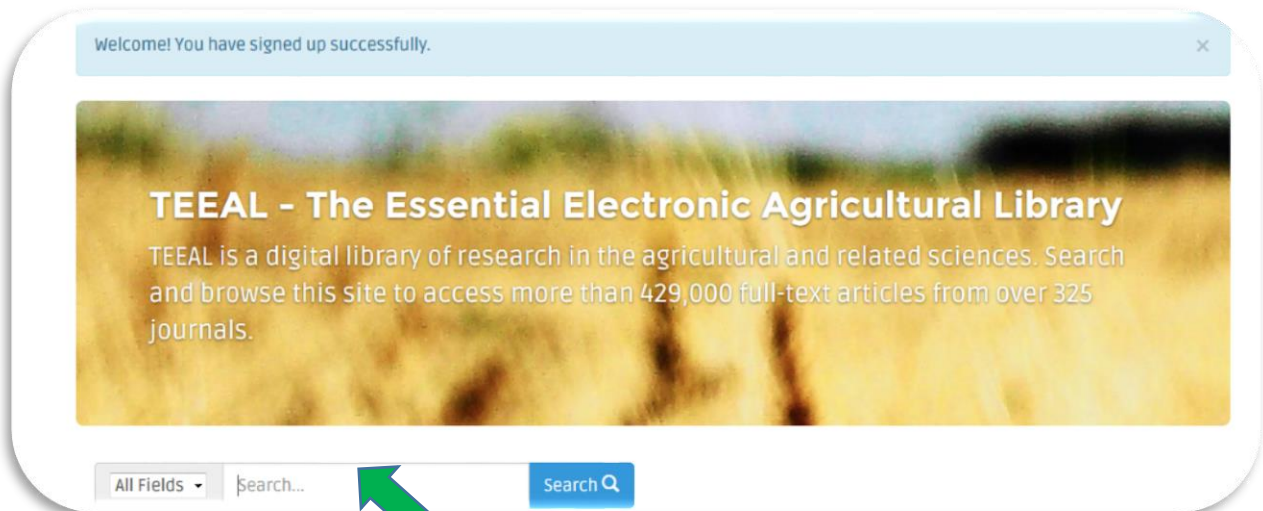 Welcome! You have signed up successfully. ×
TEEAL - The Essential Electronic Agricultural Library
TEEAL is a digital library of research in the agricultural and related sciences. Search
and browse this site to access more than 429,000 full-text articles from over 325
journals.
All Fields Search... Search